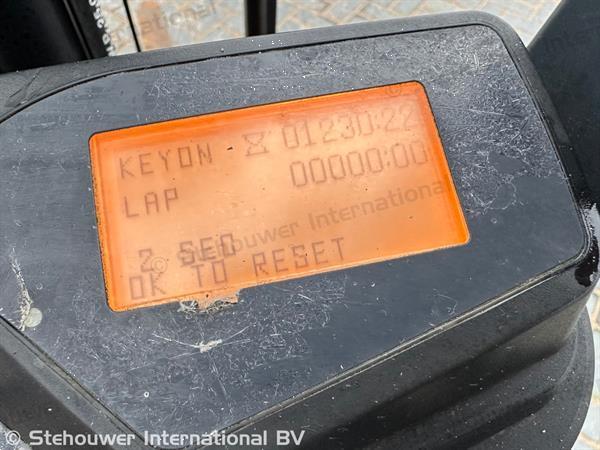 KEYON ⌛ 01230:22
LAP 00000:00
2 SEC
OK TO RESET
© Stehouwer International
© Stehouwer International BV